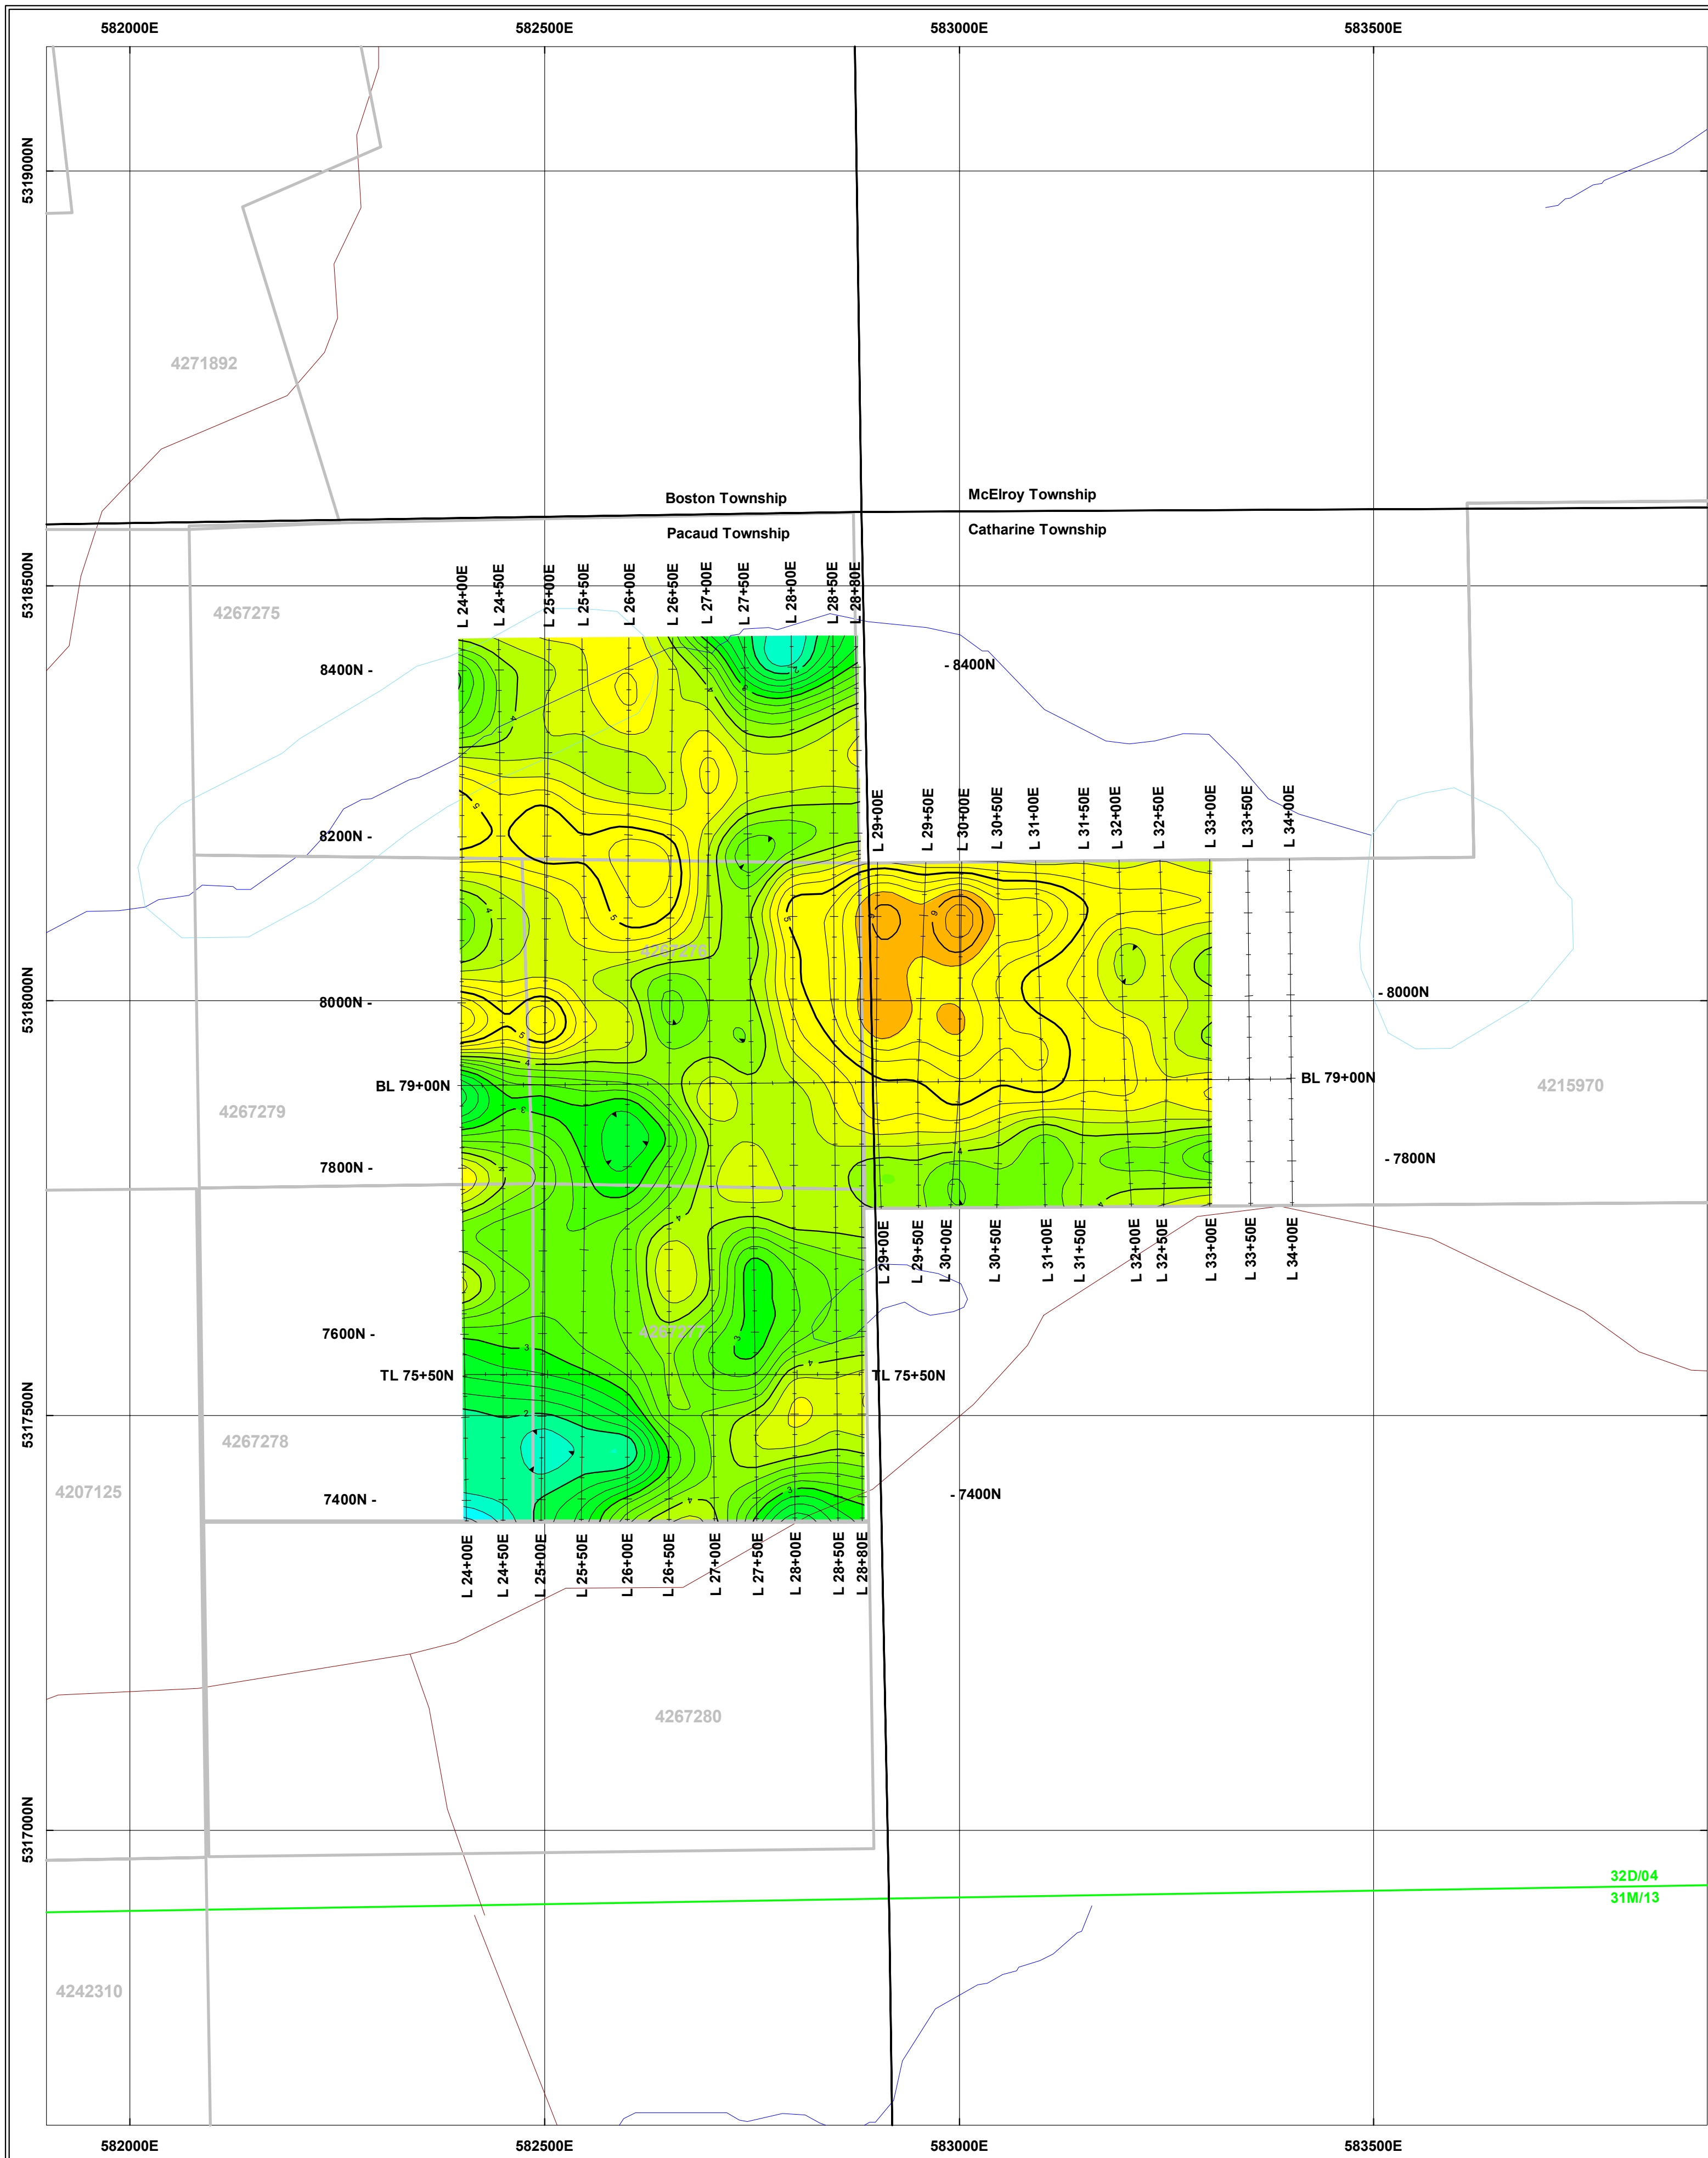 582000E 582500E 583000E 583500E
5319000N
4271892
Boston Township McElroy Township
Pacaud Township Catharine Township
5318500N
4267275
L 24+00E L 24+50E L 25+00E L 25+50E L 26+00E L 26+50E L 27+00E L 27+50E L 28+00E L 28+50E L 28+80E
8400N - - 8400N
L 29+00E L 29+50E L 30+00E L 30+50E L 31+00E L 31+50E L 32+00E L 32+50E L 33+00E L 33+50E L 34+00E
8200N -
4267276
5318000N
8000N - - 8000N
BL 79+00N BL 79+00N
4267279 4215970
7800N - - 7800N
L 29+00E L 29+50E L 30+00E L 30+50E L 31+00E L 31+50E L 32+00E L 32+50E L 33+00E L 33+50E L 34+00E
7600N -
4267277
TL 75+50N TL 75+50N
5317500N
4267278
4207125
7400N - - 7400N
L 24+00E L 24+50E L 25+00E L 25+50E L 26+00E L 26+50E L 27+00E L 27+50E L 28+00E L 28+50E L 28+80E
4267280
5317000N
32D/04
31M/13
4242310
582000E 582500E 583000E 583500E